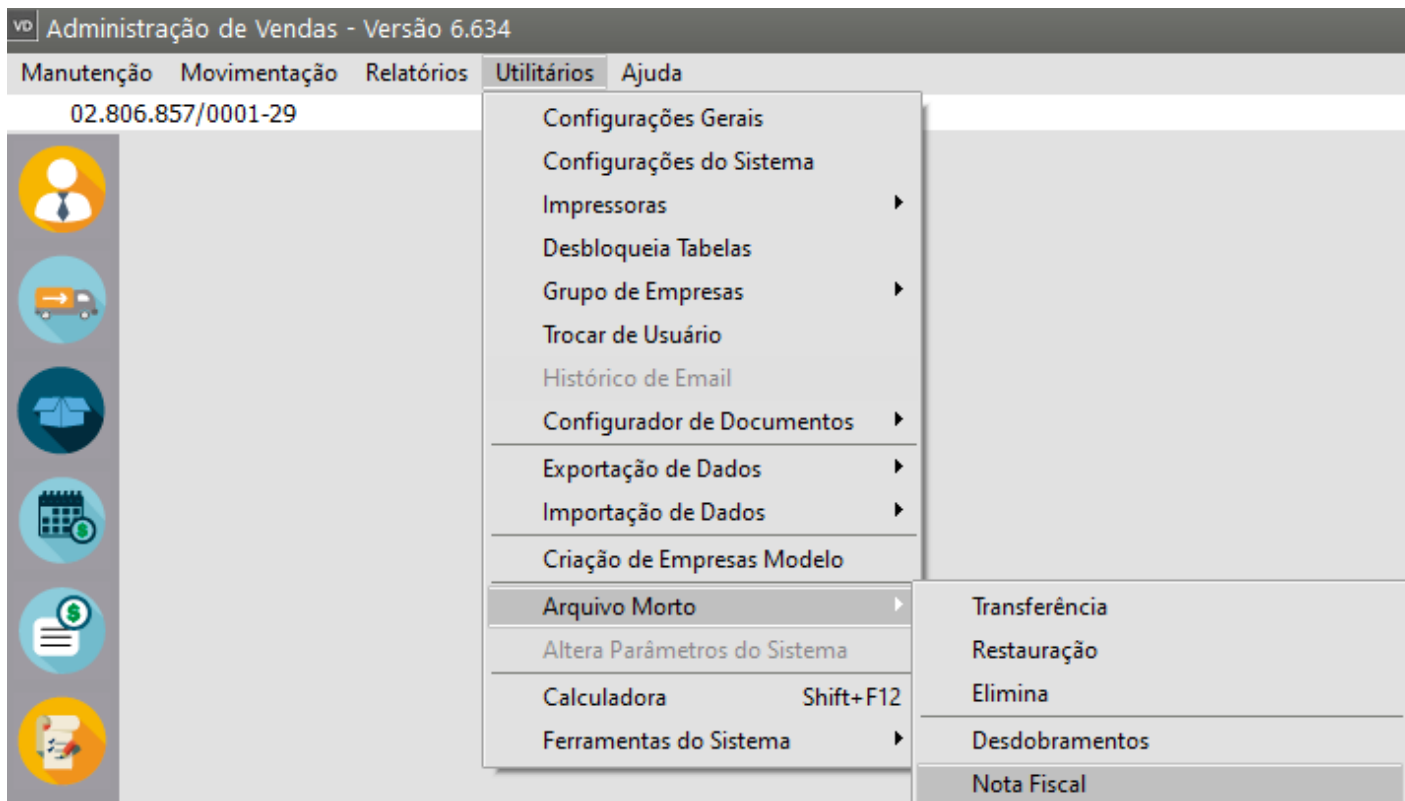 VD Administração de Vendas - Versão 6.634
Manutenção Movimentação Relatórios Utilitários Ajuda
02.806.857/0001-29
Configurações Gerais
Configurações do Sistema
Impressoras
Desbloqueia Tabelas
Grupo de Empresas
Trocar de Usuário
Histórico de Email
Configurador de Documentos
Exportação de Dados
Importação de Dados
Criação de Empresas Modelo
Arquivo Morto
Altera Parâmetros do Sistema
Calculadora Shift+F12
Ferramentas do Sistema
Transferência
Restauração
Elimina
Desdobramentos
Nota Fiscal